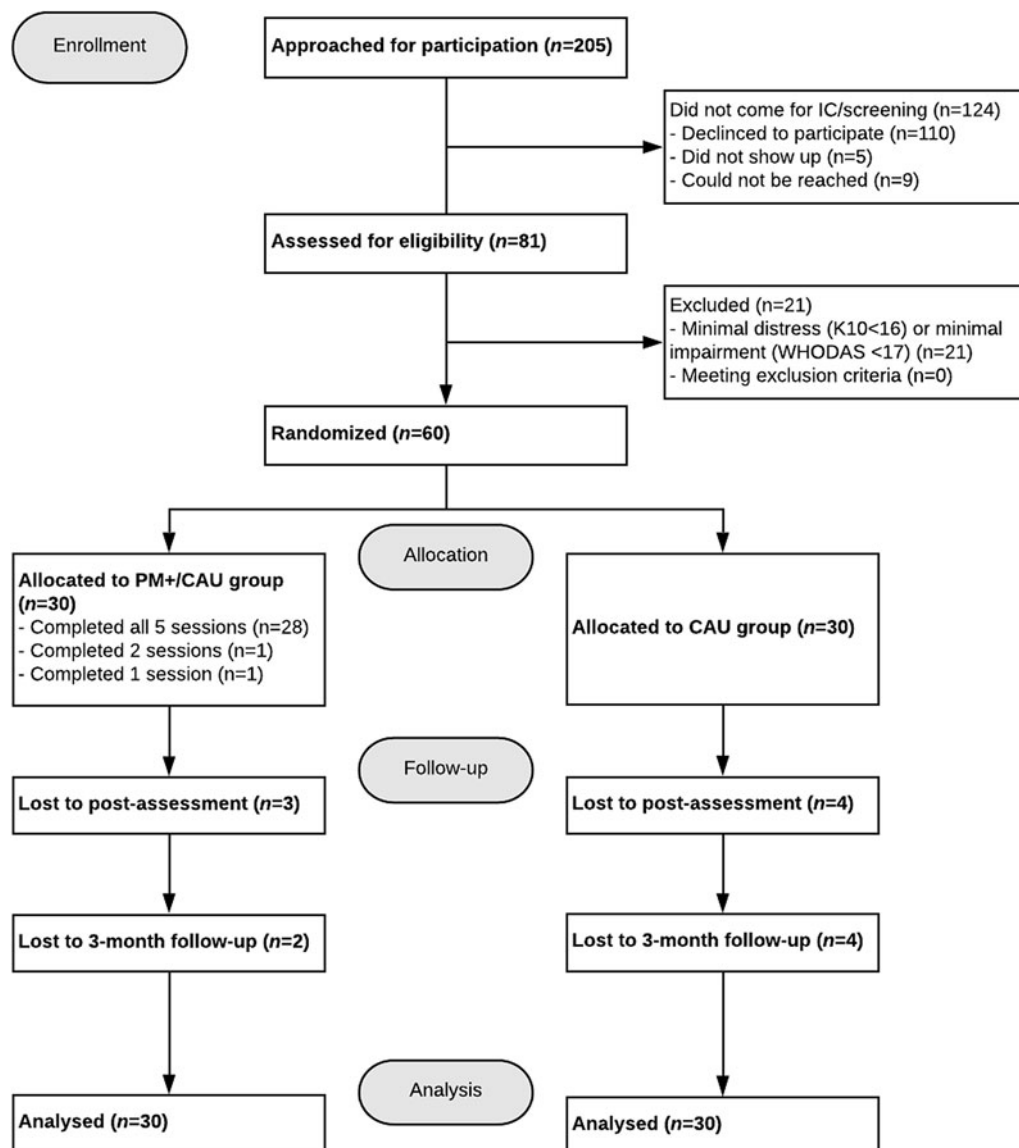 Enrollment
Approached for participation (n=205)
Did not come for IC/screening (n=124)
- Declinced to participate (n=110)
- Did not show up (n=5)
- Could not be reached (n=9)
Assessed for eligibility (n=81)
Excluded (n=21)
- Minimal distress (K10<16) or minimal
impairment (WHODAS <17) (n=21)
- Meeting exclusion criteria (n=0)
Randomized (n=60)
Allocation
Allocated to PM+/CAU group
(n=30)
- Completed all 5 sessions (n=28)
- Completed 2 sessions (n=1)
- Completed 1 session (n=1)
Allocated to CAU group (n=30)
Follow-up
Lost to post-assessment (n=3)
Lost to post-assessment (n=4)
Lost to 3-month follow-up (n=2)
Lost to 3-month follow-up (n=4)
Analysis
Analysed (n=30)
Analysed (n=30)